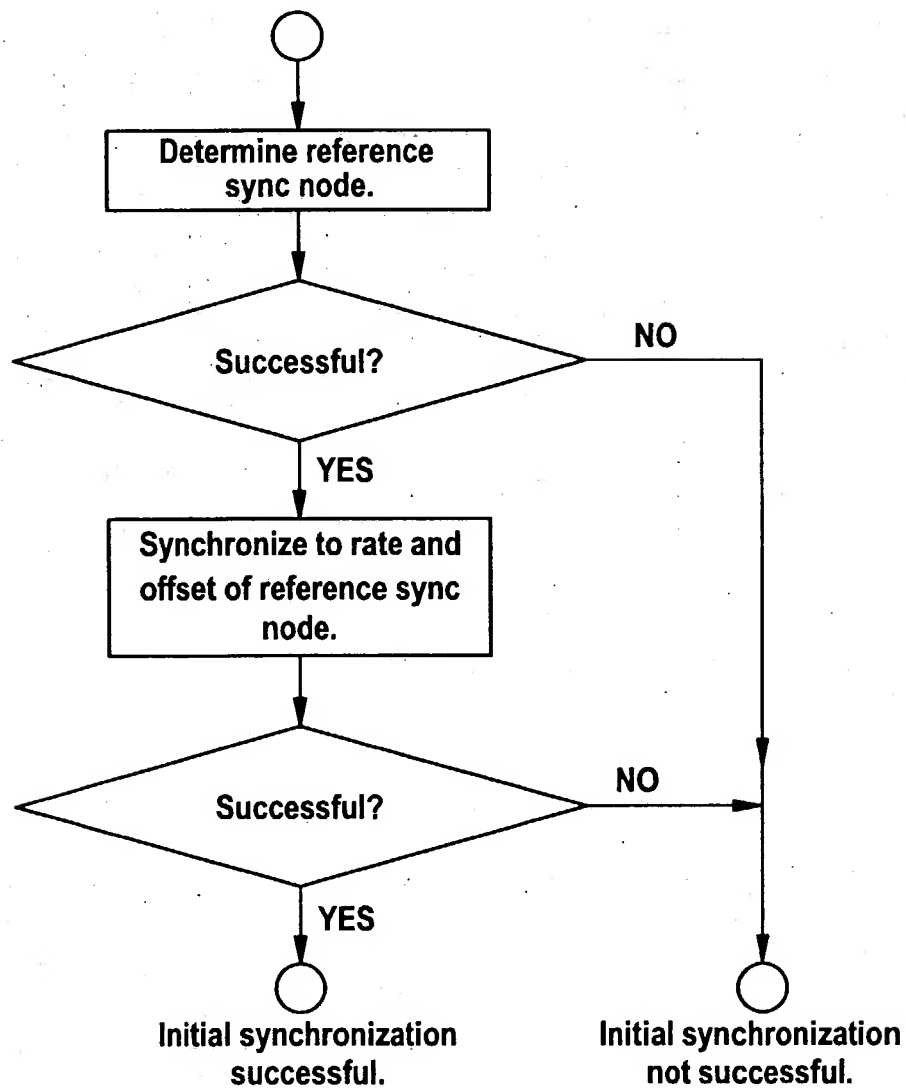 Determine reference
sync node.
Successful?
NO
YES
Synchronize to rate and
offset of reference sync
node.
Successful?
NO
YES
Initial synchronization
successful.
Initial synchronization
not successful.